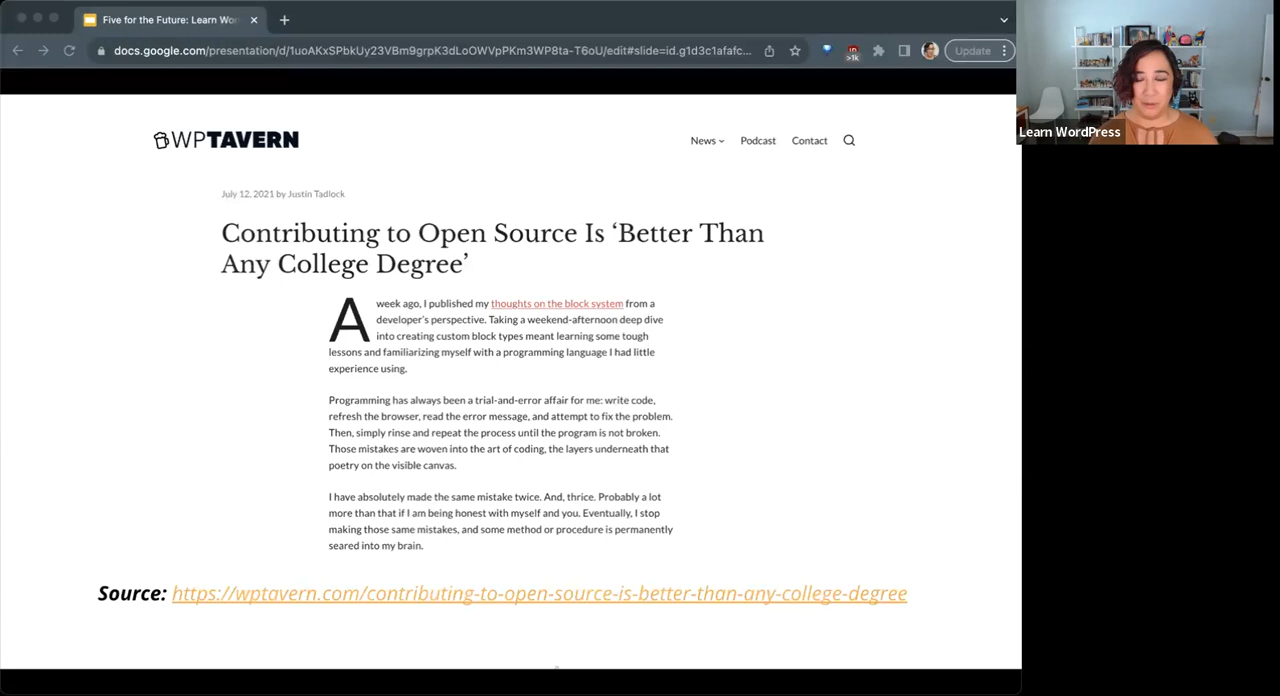 Five for the Future: Learn Wor
docs.google.com/presentation/d/1uoAKxSPbkUy23VBm9grpK3dLoOWVpPKm3WP8ta-T6oU/edit#slide=id.g1d3c1afafc...
>1k
Update
Learn WordPress
WPTAVERN
News
Podcast
Contact
July 12, 2021 by Justin Tadlock
Contributing to Open Source Is ‘Better Than
Any College Degree’
A week ago, I published my thoughts on the block system from a
developer's perspective. Taking a weekend-afternoon deep dive
into creating custom block types meant learning some tough
lessons and familiarizing myself with a programming language I had little
experience using.
Programming has always been a trial-and-error affair for me: write code,
refresh the browser, read the error message, and attempt to fix the problem.
Then, simply rinse and repeat the process until the program is not broken.
Those mistakes are woven into the art of coding, the layers underneath that
poetry on the visible canvas.
I have absolutely made the same mistake twice. And, thrice. Probably a lot
more than that if I am being honest with myself and you. Eventually, I stop
making those same mistakes, and some method or procedure is permanently
seared into my brain.
Source: https://wptavern.com/contributing-to-open-source-is-better-than-any-college-degree